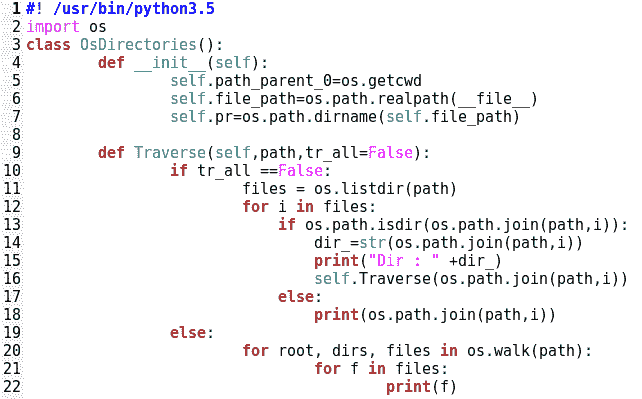 1 #! /usr/bin/python3.5
2 import os
3 class OsDirectories():
4         def __init__(self):
5                 self.path_parent_0=os.getcwd
6                 self.file_path=os.path.realpath(__file__)
7                 self.pr=os.path.dirname(self.file_path)
8
9         def Traverse(self,path,tr_all=False):
10                 if tr_all ==False:
11                         files = os.listdir(path)
12                         for i in files:
13                             if os.path.isdir(os.path.join(path,i)):
14                                 dir_=str(os.path.join(path,i))
15                                 print("Dir : " +dir_)
16                                 self.Traverse(os.path.join(path,i))
17                             else:
18                                 print(os.path.join(path,i))
19                 else:
20                         for root, dirs, files in os.walk(path):
21                                 for f in files:
22                                         print(f)